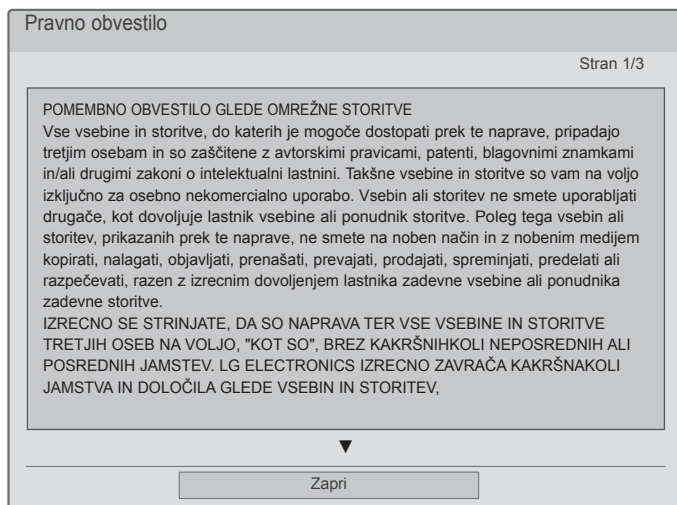 Pravno obvestilo
Stran 1/3
POMEMBNO OBVESTILO GLEDE OMREŽNE STORITVE
Vse vsebine in storitve, do katerih je mogoče dostopati prek te naprave, pripadajo
tretjim osebam in so zaščitene z avtorskimi pravicami, patenti, blagovnimi znamkami
in/ali drugimi zakoni o intelektualni lastnini. Takšne vsebine in storitve so vam na voljo
izključno za osebno nekomercialno uporabo. Vsebin ali storitev ne smete uporabljati
drugače, kot dovoljuje lastnik vsebine ali ponudnik storitve. Poleg tega vsebin ali
storitev, prikazanih prek te naprave, ne smete na noben način in z nobenim medijem
kopirati, nalagati, objavljati, prenašati, prevajati, prodajati, spreminjati, predelati ali
razpečevati, razen z izrecnim dovoljenjem lastnika zadevne vsebine ali ponudnika
zadevne storitve.
IZRECNO SE STRINJATE, DA SO NAPRAVA TER VSE VSEBINE IN STORITVE
TRETJIH OSEB NA VOLJO, "KOT SO", BREZ KAKRŠNIHKOLI NEPOSREDNIH ALI
POSREDNIH JAMSTEV. LG ELECTRONICS IZRECNO ZAVRAČA KAKRŠNAKOLI
JAMSTVA IN DOLOČILA GLEDE VSEBIN IN STORITEV,
▼
Zapri